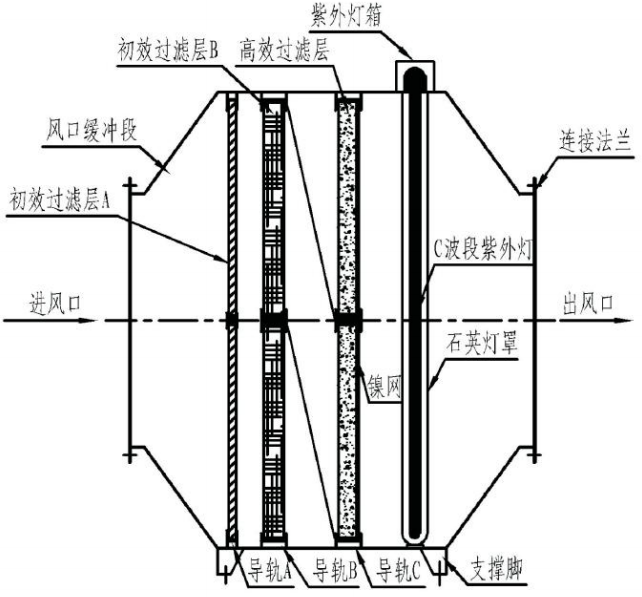 紫外灯箱
初效过滤层B
高效过滤层
风口缓冲段
连接法兰
初效过滤层A
C波段紫外灯
进风口
出风口
石英灯罩
镍网
导轨A
导轨B
导轨C
支撑脚